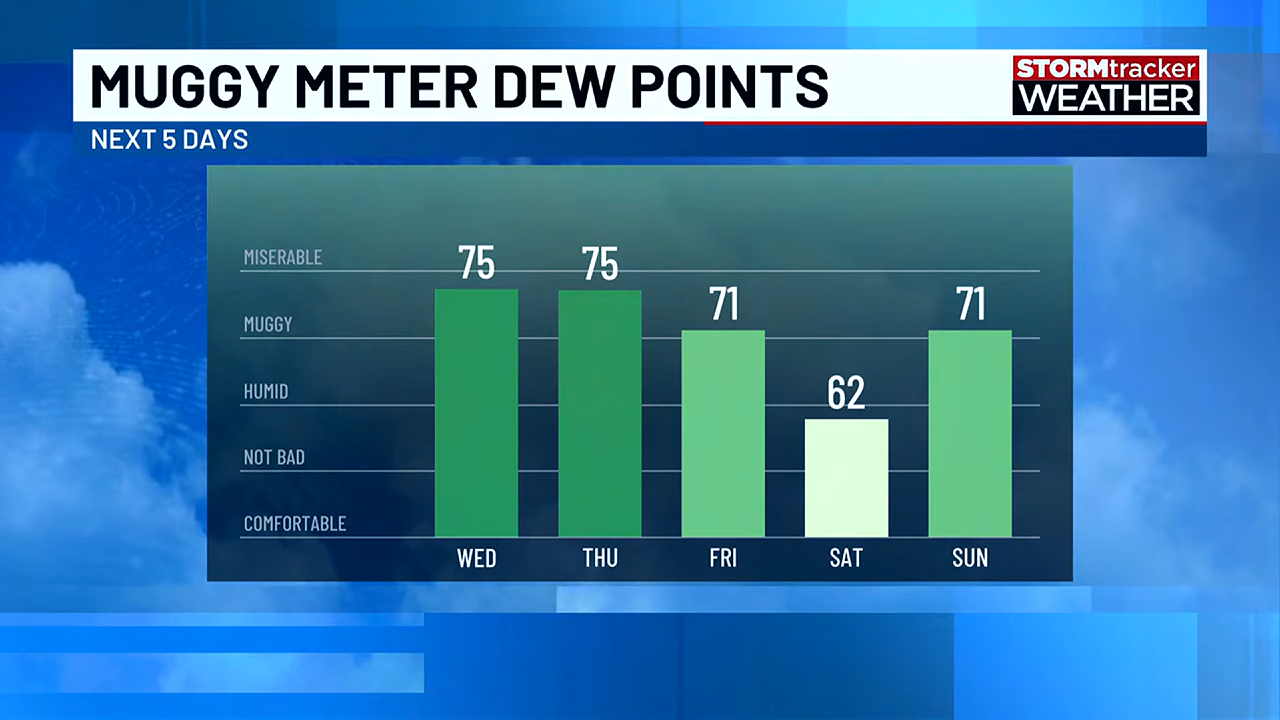 MUGGY METER DEW POINTS
STORMtracker
WEATHER
NEXT 5 DAYS
MISERABLE
MUGGY
HUMID
NOT BAD
COMFORTABLE
75
75
71
62
71
WED
THU
FRI
SAT
SUN